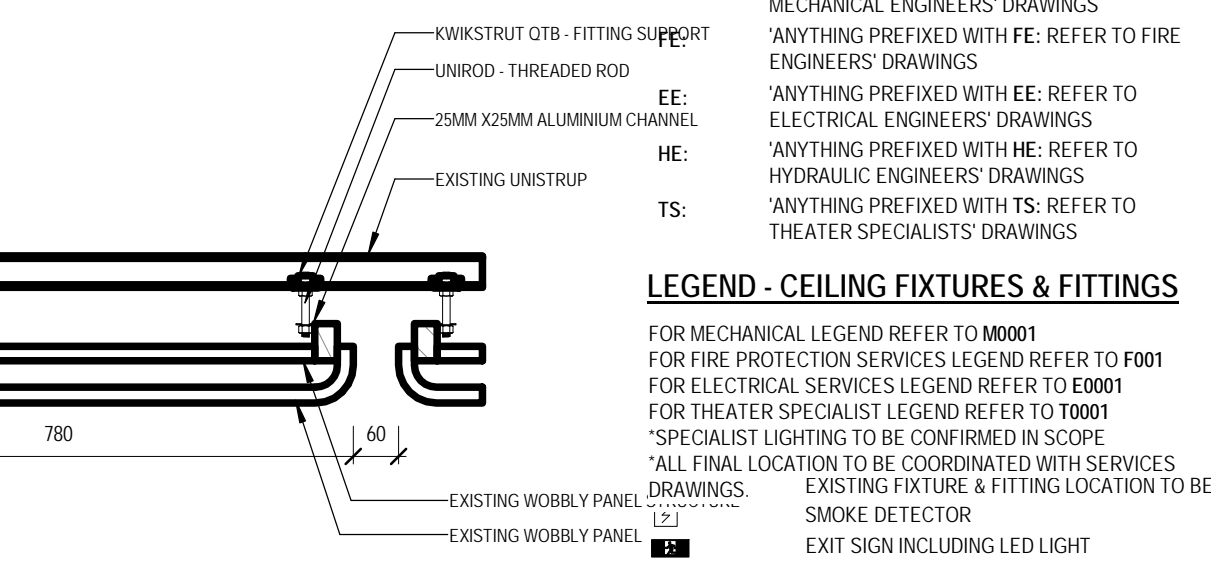 KWIKSTRUT QTB - FITTING SUPPORT
UNIROD - THREADED ROD
25MM X25MM ALUMINIUM CHANNEL
EXISTING UNISTRUP
780
60
EXISTING WOBBLY PANEL STRUCTURE
EXISTING WOBBLY PANEL
MECHANICAL ENGINEERS' DRAWINGS
FE: 'ANYTHING PREFIXED WITH FE: REFER TO FIRE
ENGINEERS' DRAWINGS
EE: 'ANYTHING PREFIXED WITH EE: REFER TO
ELECTRICAL ENGINEERS' DRAWINGS
HE: 'ANYTHING PREFIXED WITH HE: REFER TO
HYDRAULIC ENGINEERS' DRAWINGS
TS: 'ANYTHING PREFIXED WITH TS: REFER TO
THEATER SPECIALISTS' DRAWINGS
LEGEND - CEILING FIXTURES & FITTINGS
FOR MECHANICAL LEGEND REFER TO M0001
FOR FIRE PROTECTION SERVICES LEGEND REFER TO F001
FOR ELECTRICAL SERVICES LEGEND REFER TO E0001
FOR THEATER SPECIALIST LEGEND REFER TO T0001
*SPECIALIST LIGHTING TO BE CONFIRMED IN SCOPE
*ALL FINAL LOCATION TO BE COORDINATED WITH SERVICES
DRAWINGS.
EXISTING FIXTURE & FITTING LOCATION TO BE
SMOKE DETECTOR
EXIT SIGN INCLUDING LED LIGHT